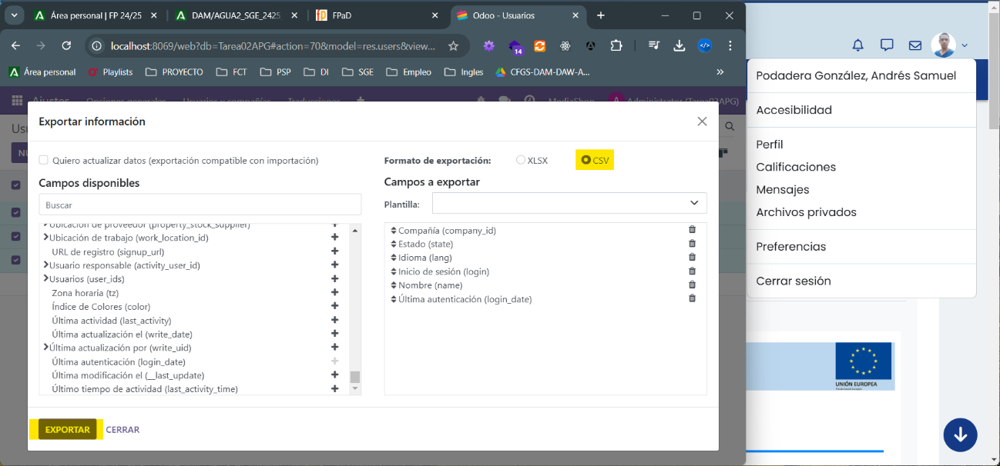 Área personal | FP 24/25
DAM/AGUA2_SGE_2425
FPaD
Odoo - Usuarios
localhost:8069/web?db=Tarea02APG#action=70&model=res.users&view...
14
Área personal
Playlists
PROYECTO
FCT
PSP
DI
SGE
Empleo
Ingles
CFGS-DAM-DAW-A...
Ajustes Opciones generales Usuarios y compañías Traducciones
MediaShop
A Administrator (Tarea02APG)
Usu
NU
Exportar información
Quiero actualizar datos (exportación compatible con importación)
Formato de exportación:
XLSX
CSV
Campos disponibles
Campos a exportar
Buscar
Plantilla:
Ubicación de proveedor (property_stock_supplier)
Ubicación de trabajo (work_location_id)
URL de registro (signup_url)
Usuario responsable (activity_user_id)
Usuarios (user_ids)
Zona horaria (tz)
Índice de Colores (color)
Última actividad (last_activity)
Última actualización el (write_date)
Última actualización por (write_uid)
Última autenticación (login_date)
Última modificación el (__last_update)
Último tiempo de actividad (last_activity_time)
Compañía (company_id)
Estado (state)
Idioma (lang)
Inicio de sesión (login)
Nombre (name)
Última autenticación (login_date)
EXPORTAR
CERRAR
Podadera González, Andrés Samuel
Accesibilidad
Perfil
Calificaciones
Mensajes
Archivos privados
Preferencias
Cerrar sesión
UNIÓN EUROPEA
Fondo Social Europeo